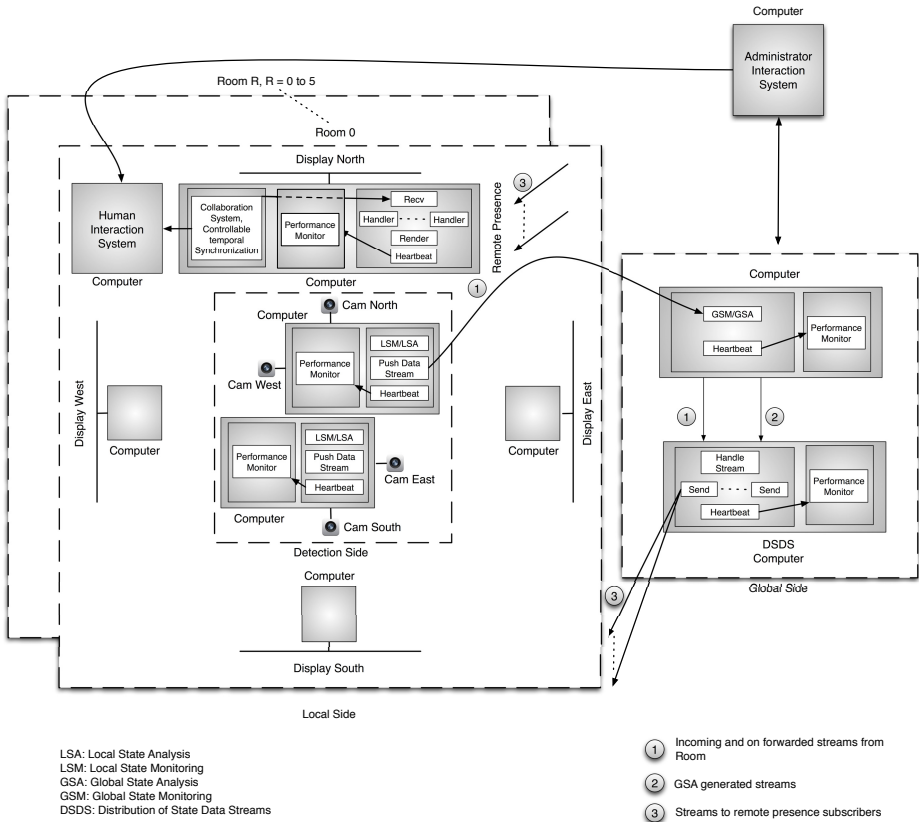 Computer
Administrator
Interaction
System
Room R, R = 0 to 5
Room 0
Display North
3
Remote Presence
Human
Interaction
System
Computer
Collaboration
System,
Controllable
temporal
Synchronization
Performance
Monitor
Recv
Handler
Handler
Render
Heartbeat
Computer
1
Cam North
Computer
Cam West
Performance
Monitor
LSM/LSA
Push Data
Stream
Heartbeat
Performance
Monitor
LSM/LSA
Push Data
Stream
Heartbeat
Cam East
Computer
Cam South
Detection Side
Display West
Computer
Computer
Display East
Computer
Display South
Local Side
Computer
GSM/GSA
Heartbeat
Performance
Monitor
1
2
Handle
Stream
Send
Send
Heartbeat
Performance
Monitor
DSDS
Computer
Global Side
3
LSA: Local State Analysis
LSM: Local State Monitoring
GSA: Global State Analysis
GSM: Global State Monitoring
DSDS: Distribution of State Data Streams
1 Incoming and on forwarded streams from
Room
2 GSA generated streams
3 Streams to remote presence subscribers